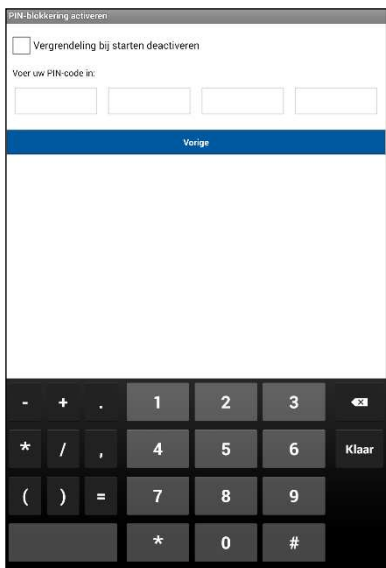 PIN-blokkering activeren
Vergrendeling bij starten deactiveren
Voer uw PIN-code in:
Vorige
- + . 1 2 3
* / , 4 5 6 Klaar
( ) = 7 8 9
* 0 #